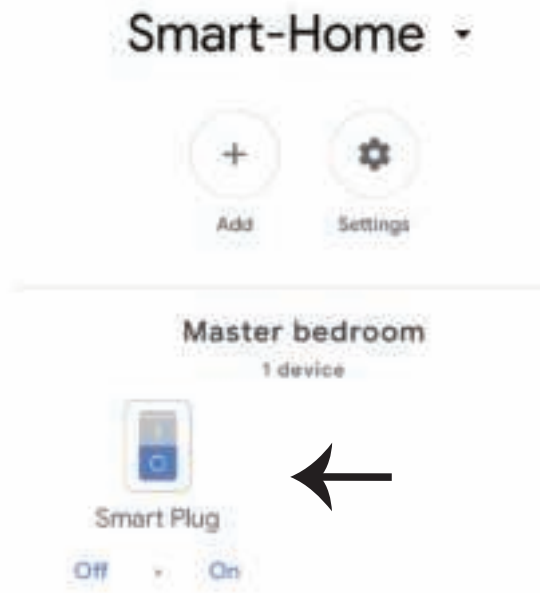 Smart-Home
Add Settings
Master bedroom
1 device
Smart Plug
Off • On